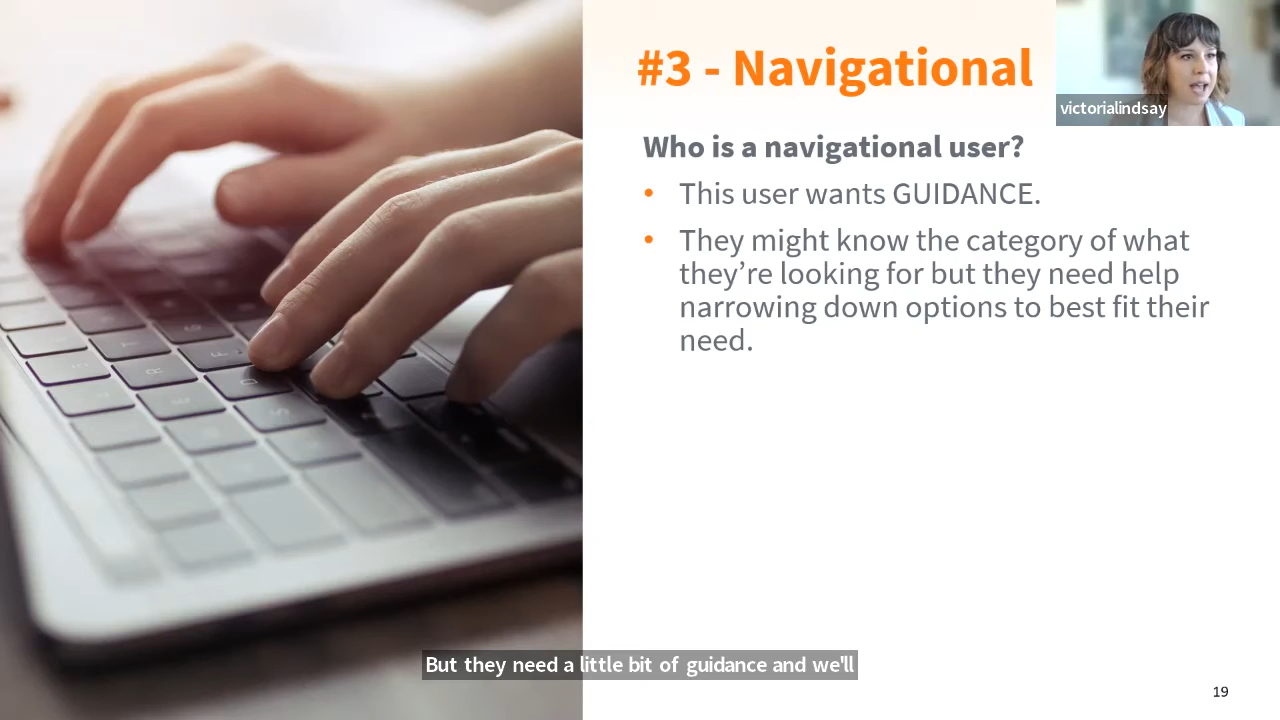 #3 - Navigational
victorialindsay
Who is a navigational user?
• This user wants GUIDANCE.
• They might know the category of what
they’re looking for but they need help
narrowing down options to best fit their
need.
But they need a little bit of guidance and we'll
19